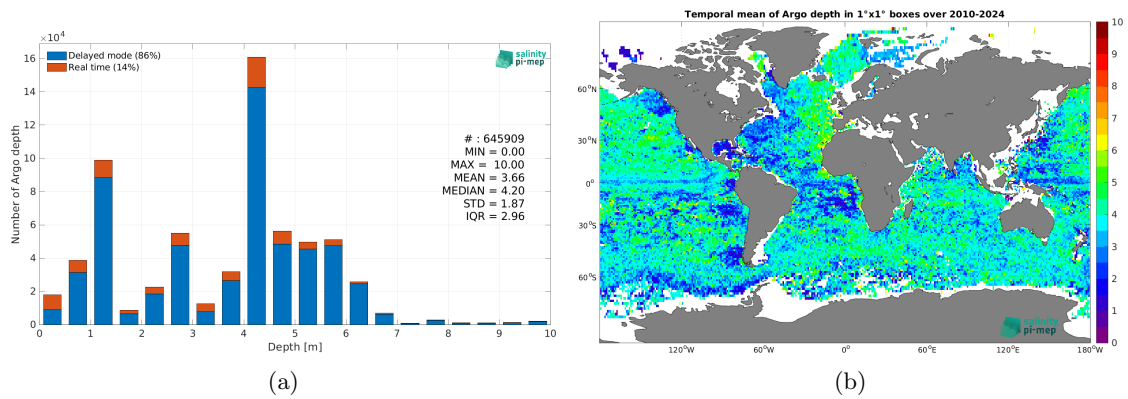 Delayed mode (86%)
Real time (14%)
salinity
pi-mep
×10⁴
16
14
12
10
8
6
4
2
0
Number of Argo depth
# : 645909
MIN = 0.00
MAX = 10.00
MEAN = 3.66
MEDIAN = 4.20
STD = 1.87
IQR = 2.96
0 1 2 3 4 5 6 7 8 9 10
Depth [m]
(a)
Temporal mean of Argo depth in 1°x1° boxes over 2010-2024
60°N
30°N
0°
30°S
60°S
120°W 60°W 0° 60°E 120°E 180°W
salinity
pi-mep
10
9
8
7
6
5
4
3
2
1
0
(b)